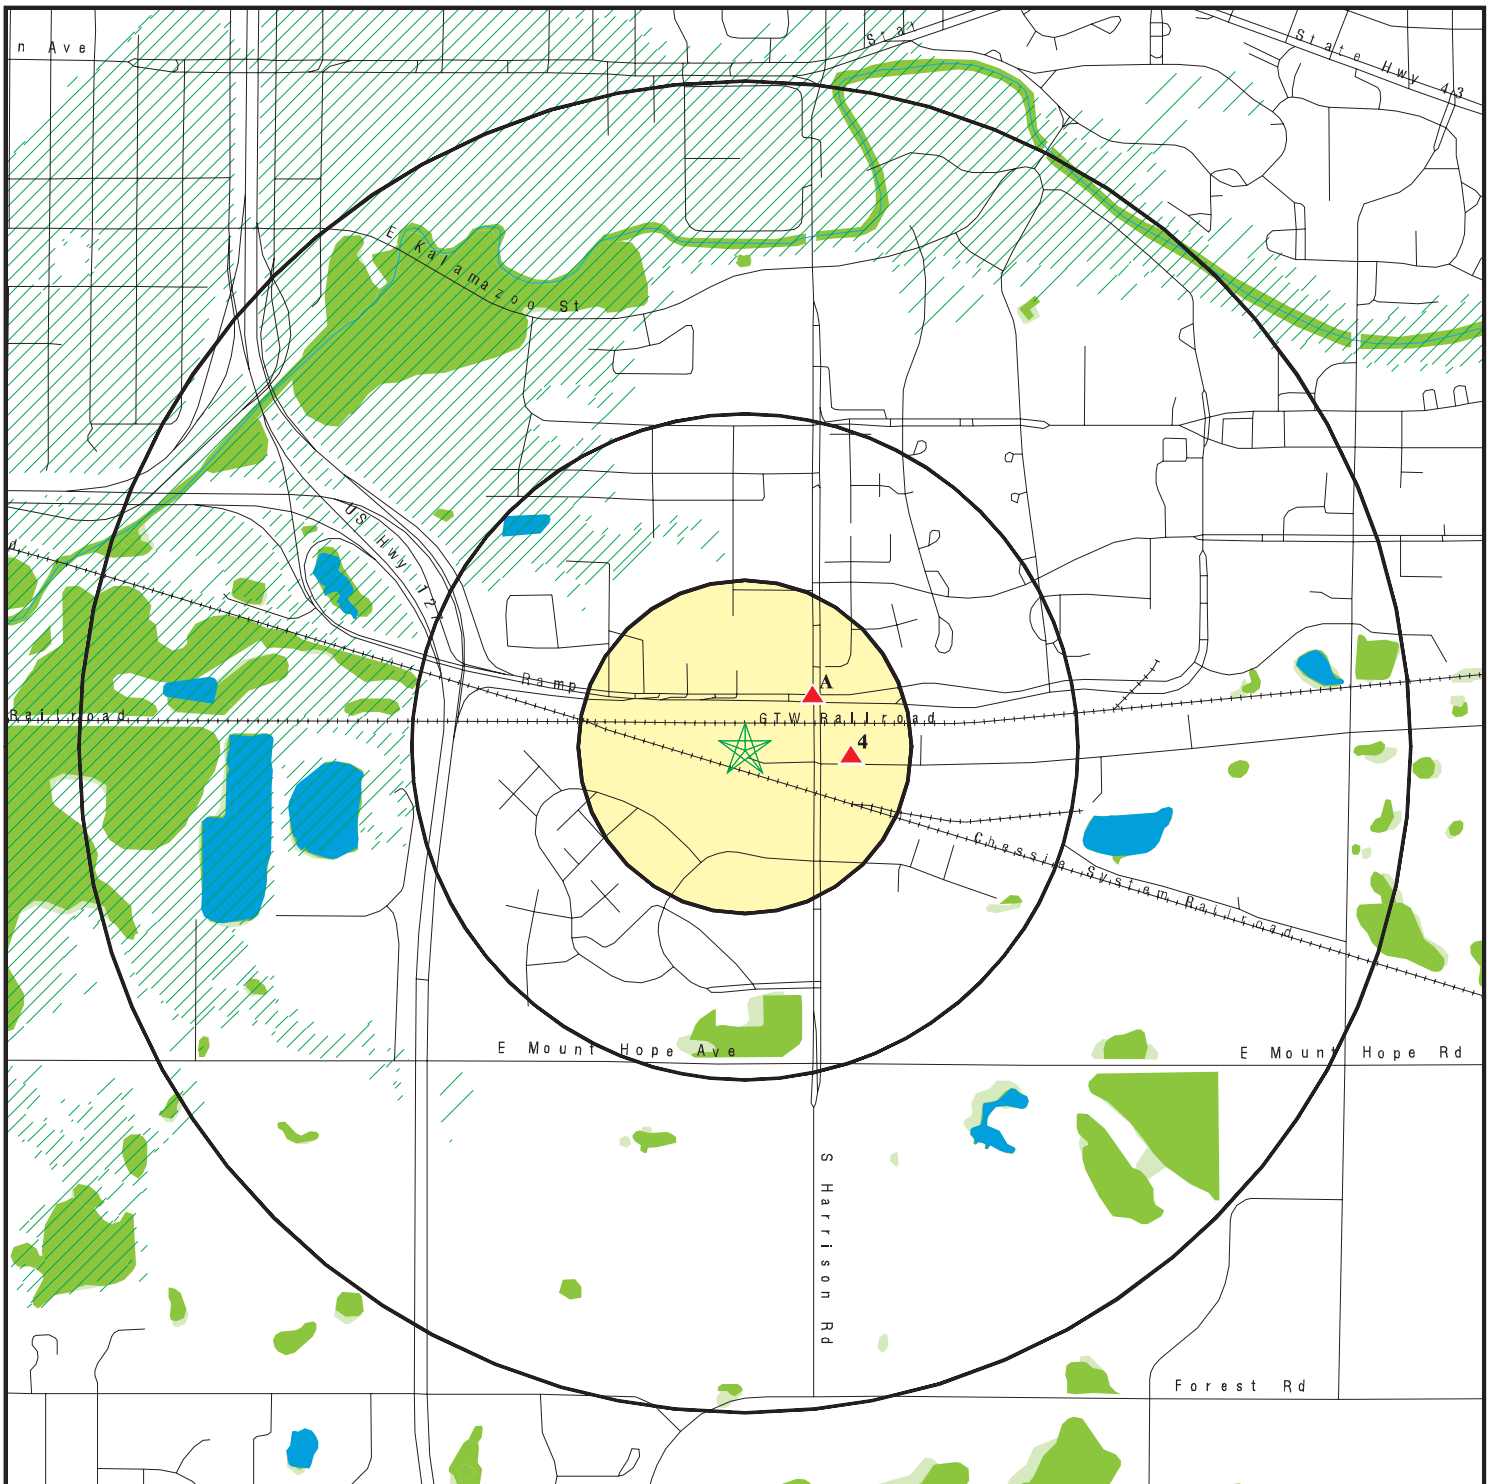 n Ave
State Hwy 43
E Kalamazoo St
US Hwy 127
Ramp
A
Railroad
GTW Railroad
4
Chessie System Railroad
E Mount Hope Ave
E Mount Hope Rd
S Harrison Rd
Forest Rd